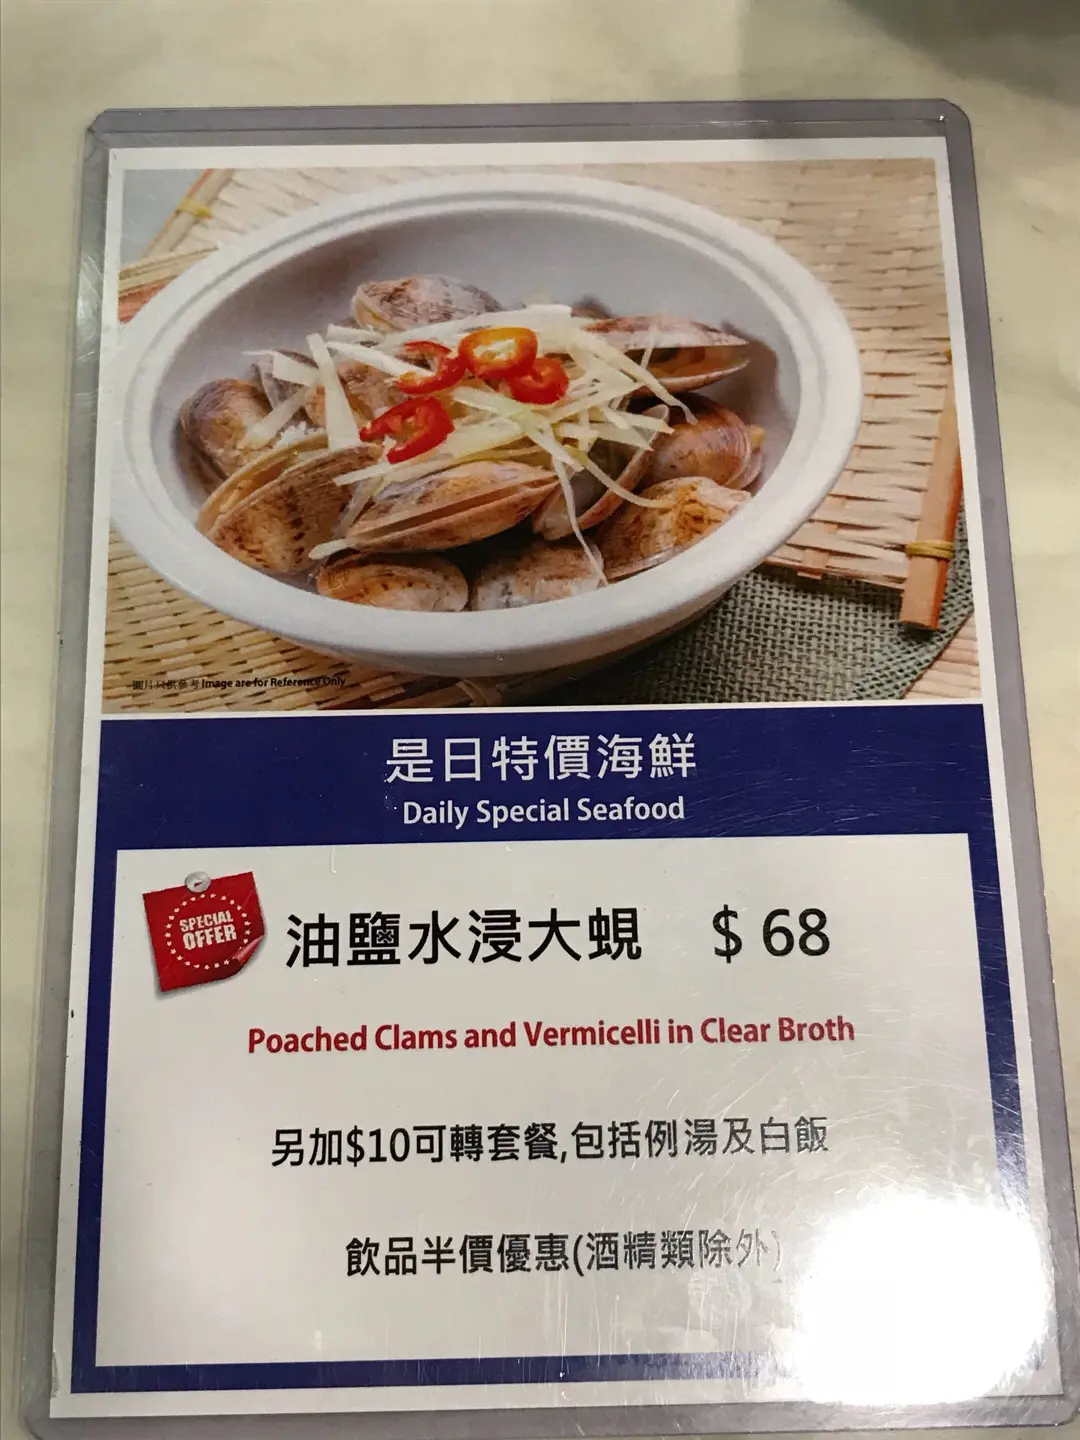 圖片只供參考 Image are for Reference Only
是日特價海鮮
Daily Special Seafood
SPECIAL
OFFER
油鹽水浸大蜆 $ 68
Poached Clams and Vermicelli in Clear Broth
另加$10可轉套餐,包括例湯及白飯
飲品半價優惠(酒精類除外)